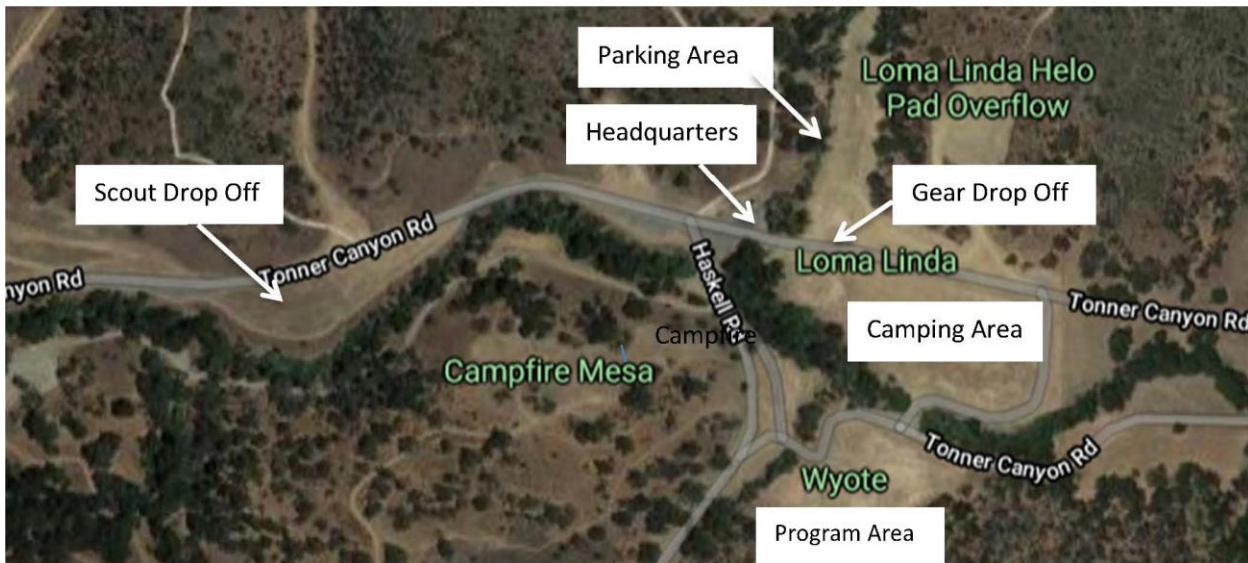 Parking Area
Loma Linda Helo
Pad Overflow
Headquarters
Scout Drop Off
Gear Drop Off
Tonner Canyon Rd
nyon Rd
Loma Linda
Haskell R
Tonner Canyon Rd
Camping Area
Campfire
Campfire Mesa
Tonner Canyon Rd
Wyote
Program Area